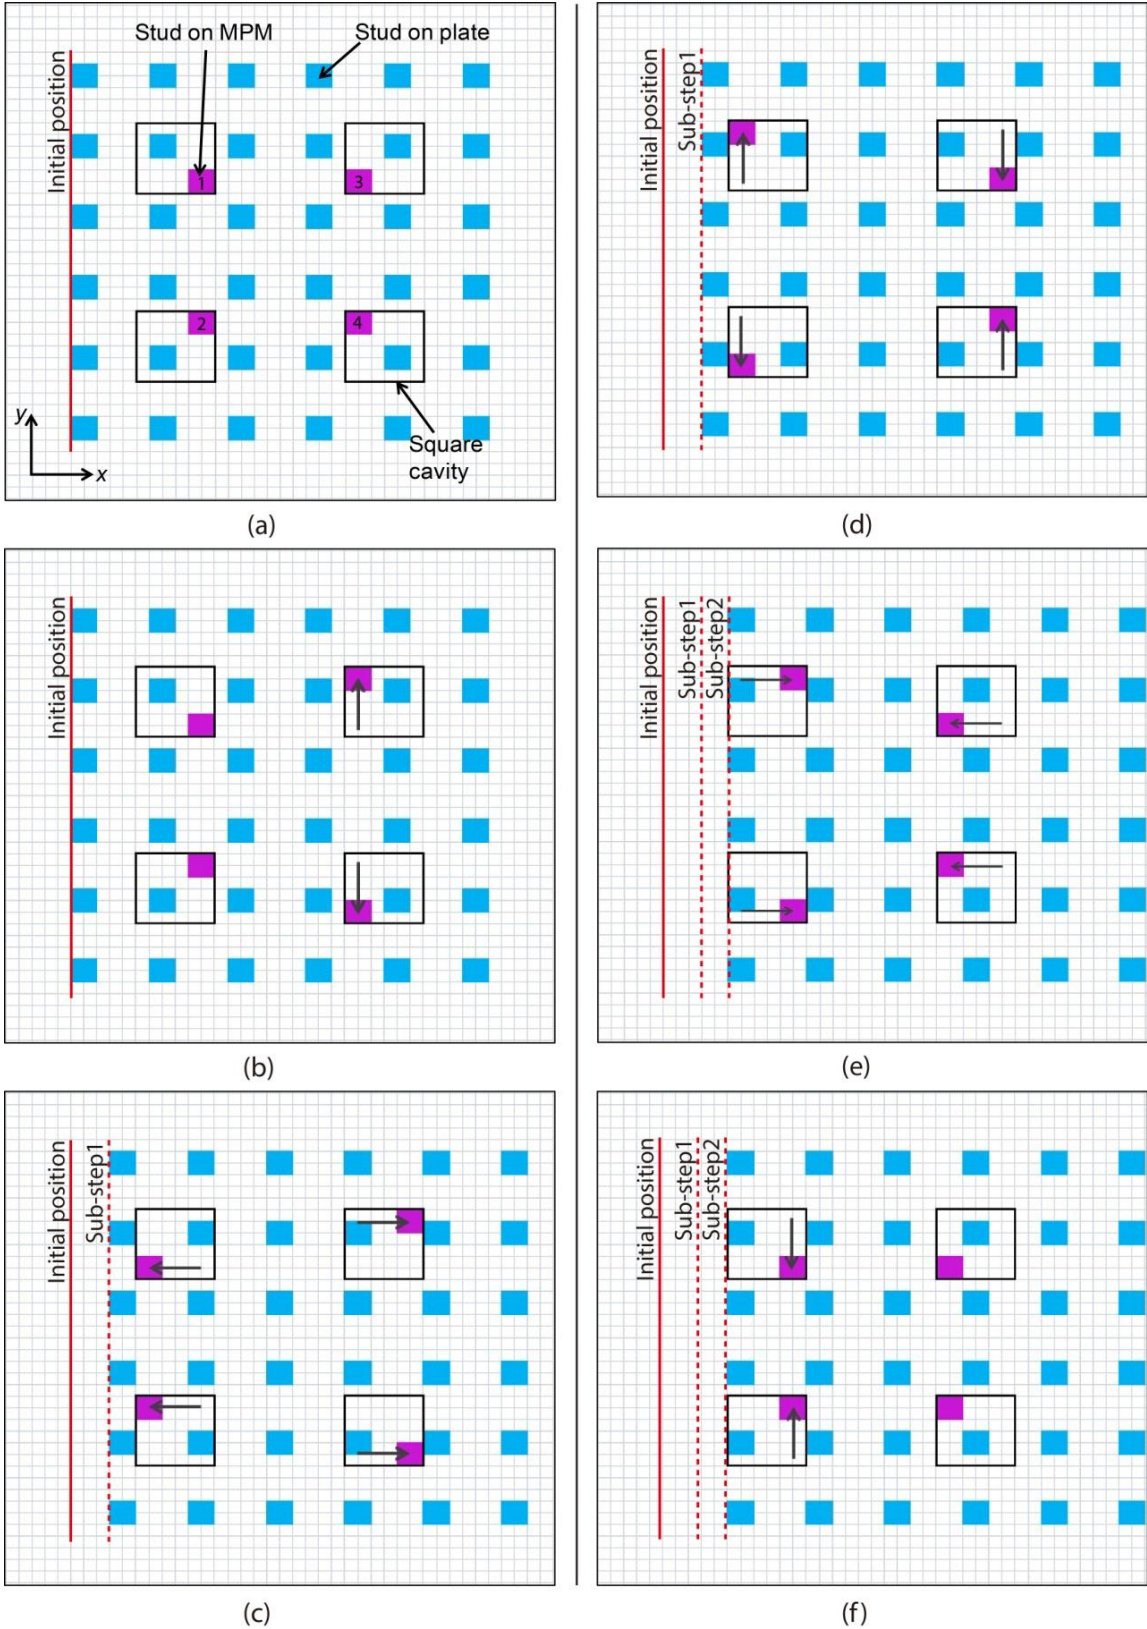 Stud on MPM
Stud on plate
Initial position
1
3
2
4
y
x
Square
cavity
(a)
Initial position
Sub-step1
(d)
Initial position
(b)
Initial position
Sub-step1
Sub-step2
(e)
Initial position
Sub-step1
(c)
Initial position
Sub-step1
Sub-step2
(f)